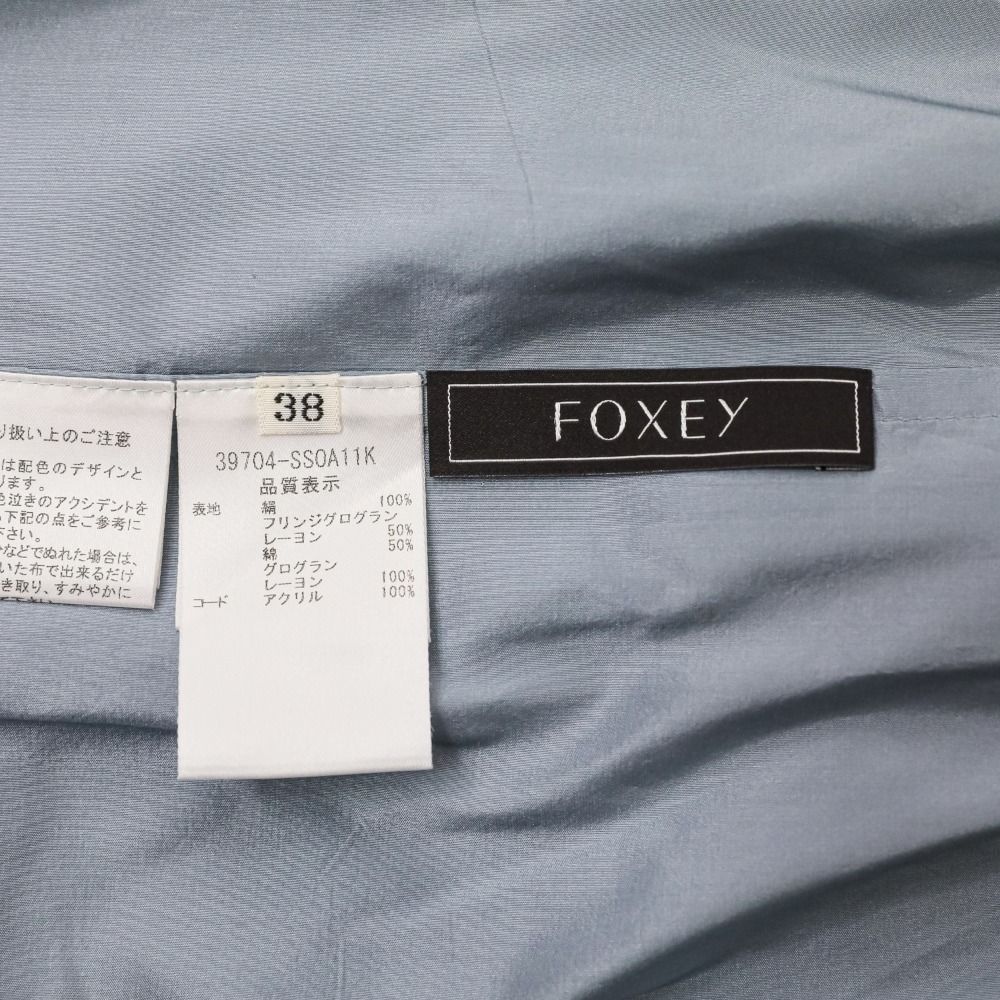 り扱い上のご注意
は配色のデザインと
ります。
色泣きのアクシデントを
下記の点をご参考に
下さい。
などでぬれた場合は、
いた布で出来るだけ
き取り、すみやかに
38
39704-SSOA11K
品質表示
表地 絹 100%
フリンジグログラン
レーヨン 50%
綿 50%
グログラン
レーヨン 100%
コード アクリル 100%
FOXEY